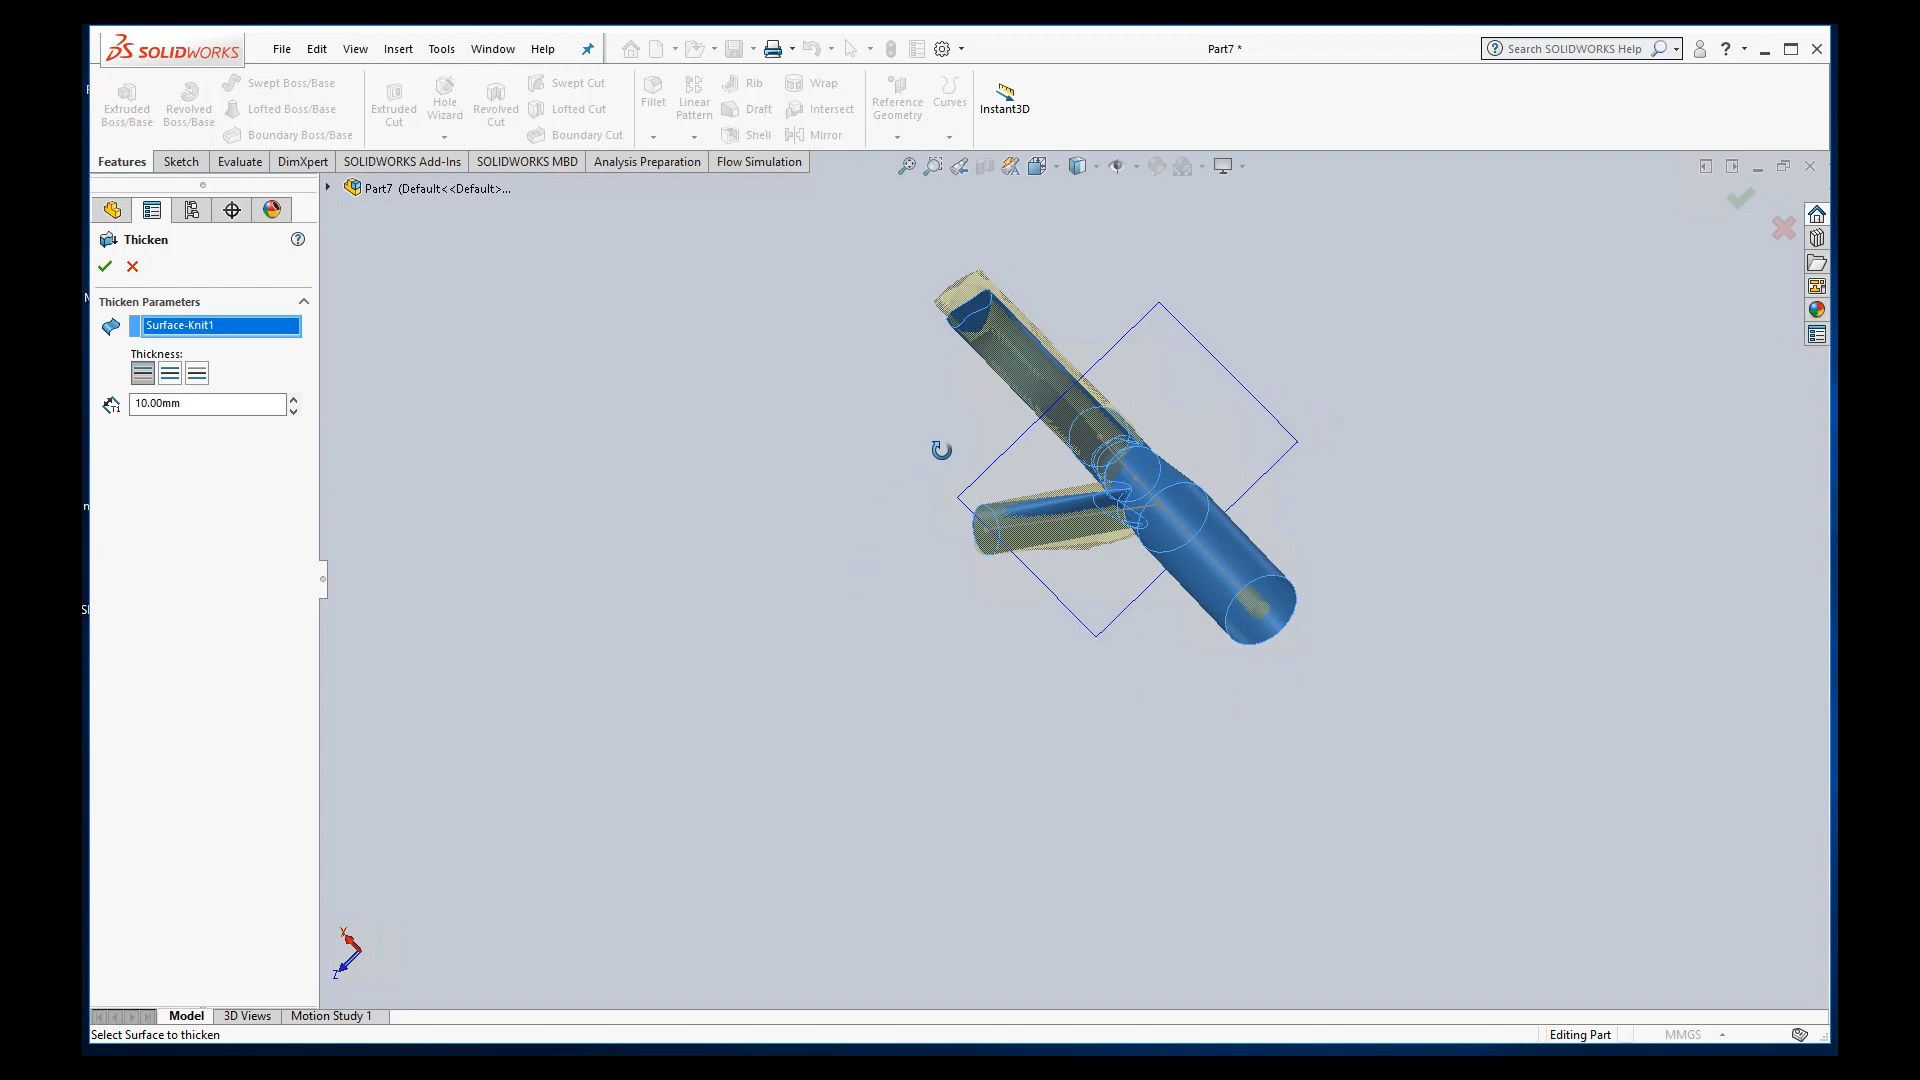 SOLIDWORKS File Edit View Insert Tools Window Help Part7 * Search SOLIDWORKS Help ?
Extruded Boss/Base
Revolved Boss/Base
Swept Boss/Base
Lofted Boss/Base
Boundary Boss/Base
Extruded Cut
Hole Wizard
Revolved Cut
Swept Cut
Lofted Cut
Boundary Cut
Fillet
Linear Pattern
Rib
Draft
Shell
Wrap
Intersect
Mirror
Reference Geometry
Curves
Instant3D
Features Sketch Evaluate DimXpert SOLIDWORKS Add-Ins SOLIDWORKS MBD Analysis Preparation Flow Simulation
Part7 (Default<<Default>...
Thicken
Thicken Parameters
Surface-Knit1
Thickness:
T1 10.00mm
X
Z
Model 3D Views Motion Study 1
Select Surface to thicken Editing Part MMGS